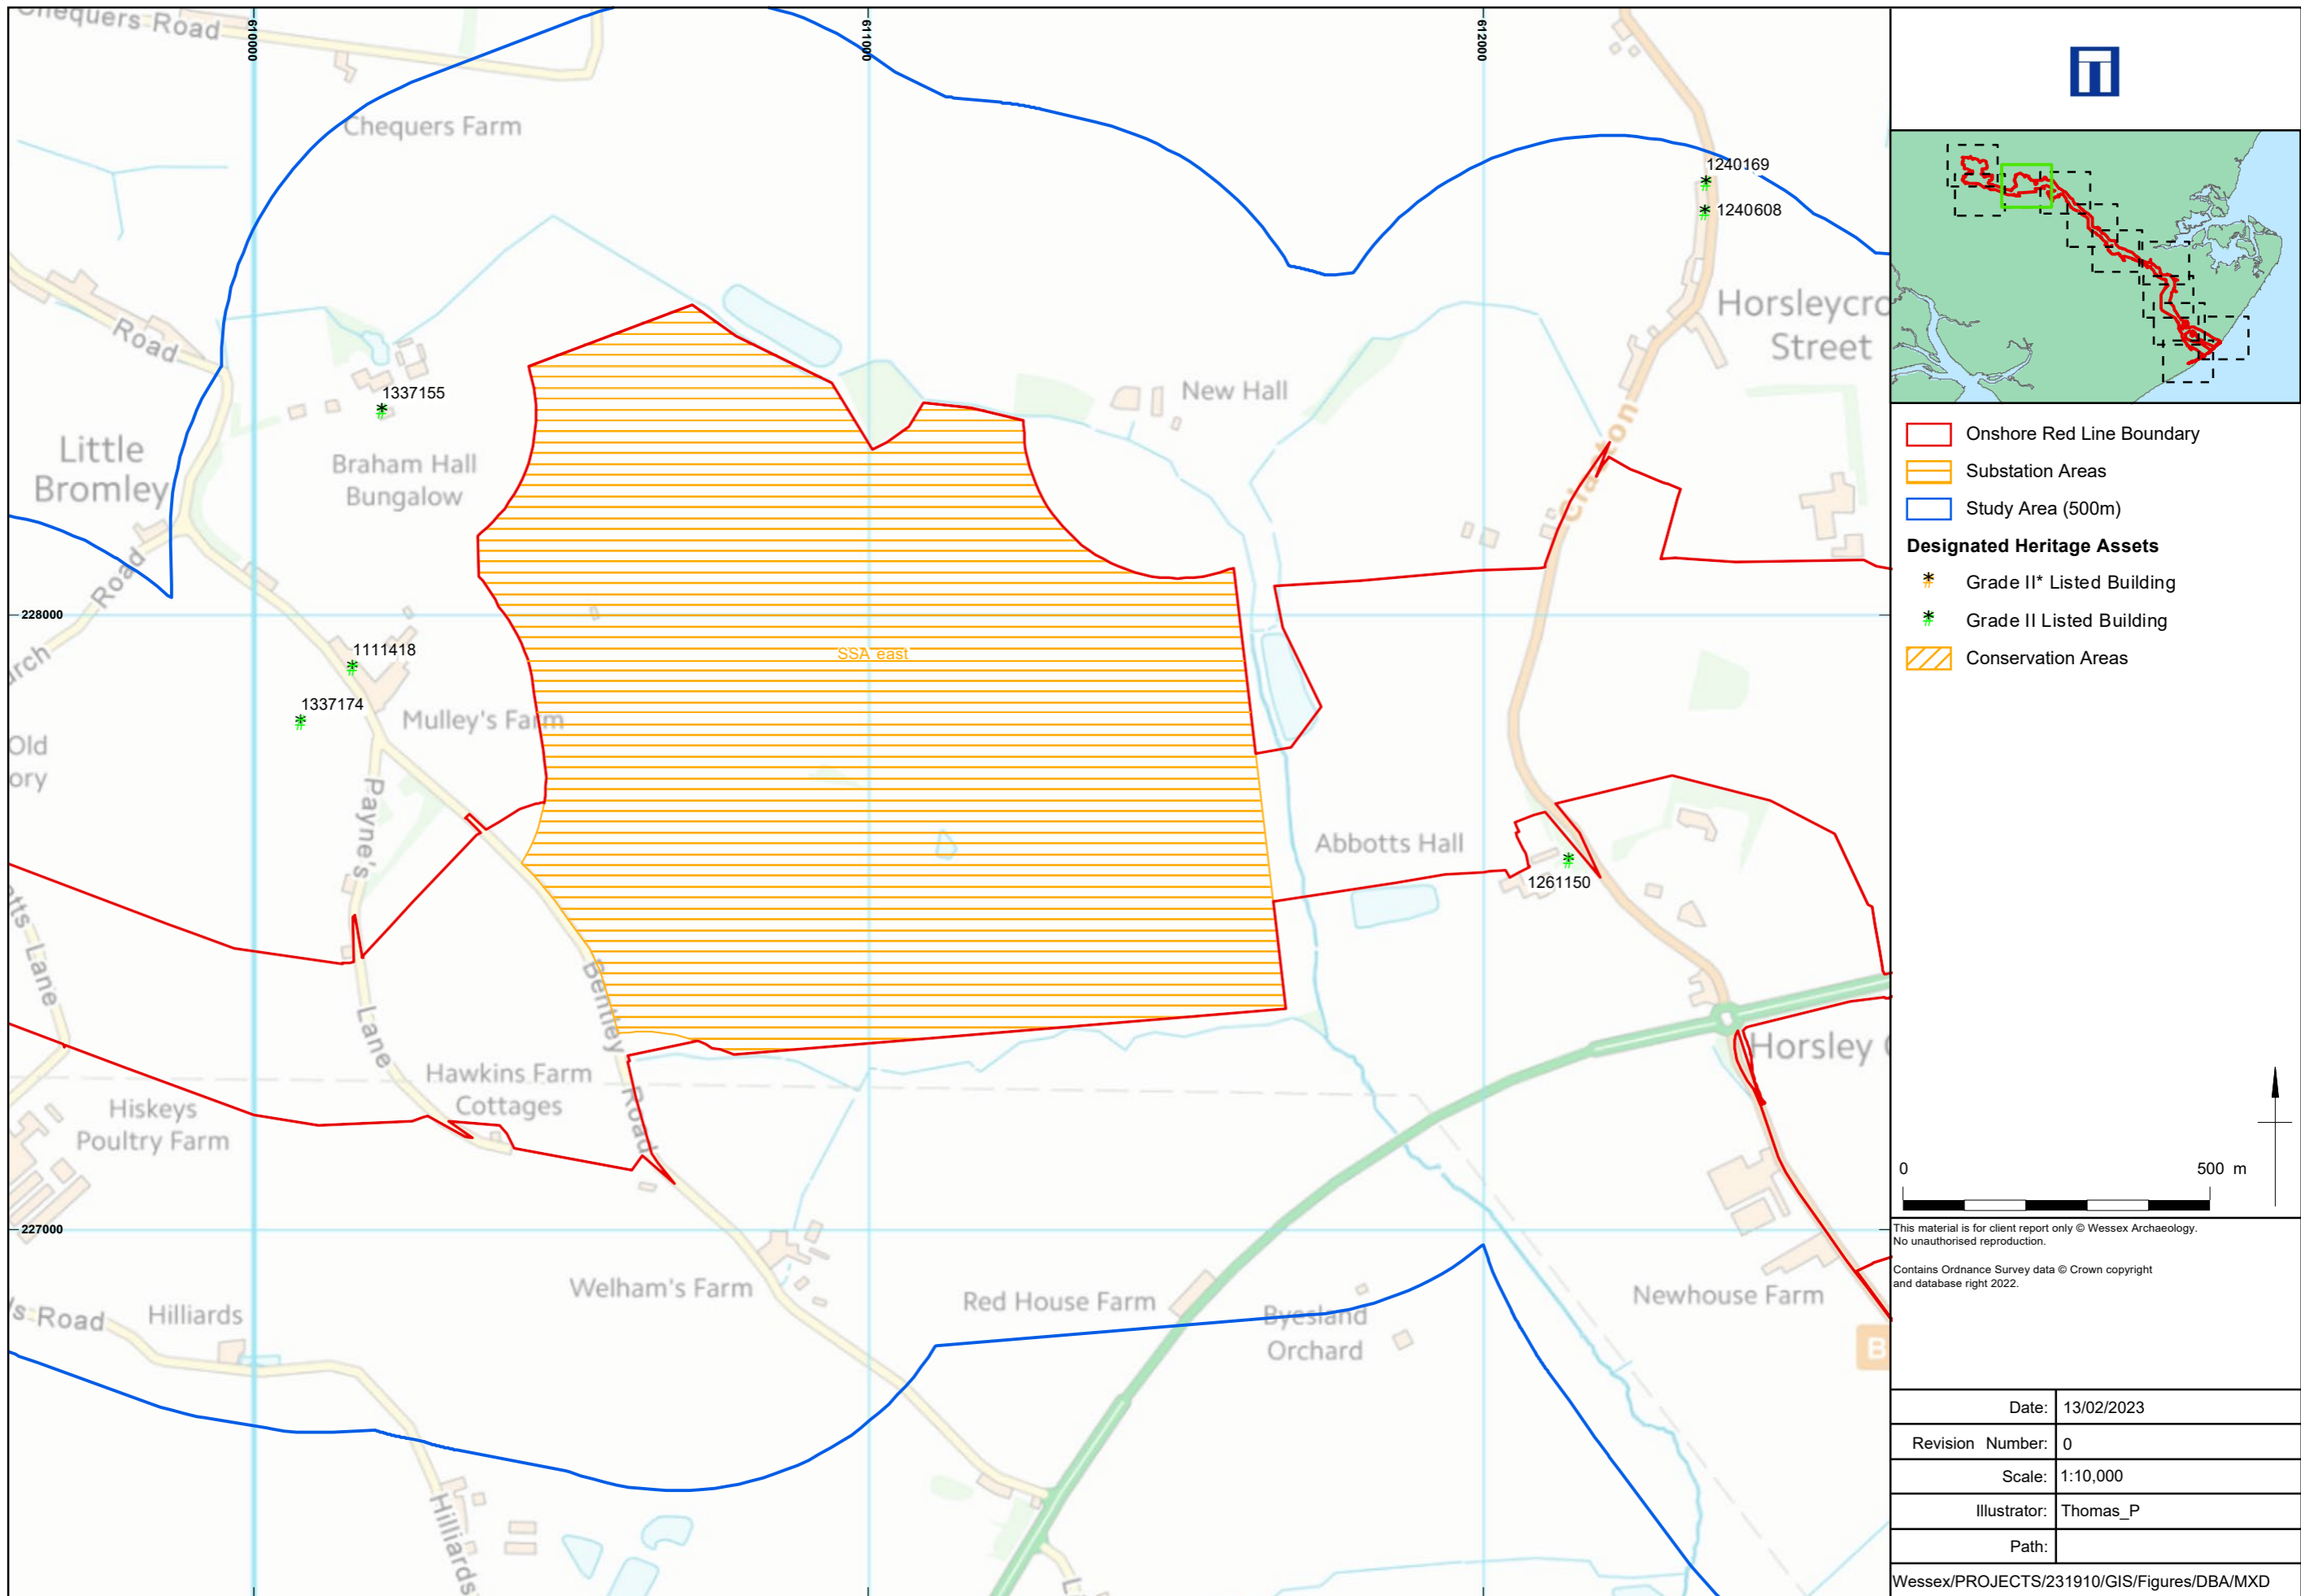 Chequers Road
610000
611000
612000
Chequers Farm
1240169
1240608
Horsleycro
Street
Road
1337155
New Hall
Little
Bromley
Braham Hall
Bungalow
Clacton
Road
228000
SSA east
urch
1111418
1337174
Mulley's Farm
Old
ory
Payne's
Lane
Abbotts Hall
1261150
otts Lane
Bentley
Road
Horsley
Hawkins Farm
Cottages
Hiskeys
Poultry Farm
227000
Welham's Farm
Red House Farm
Byesland
Orchard
Newhouse Farm
ls Road
Hilliards
B
Hilliards
Onshore Red Line Boundary
Substation Areas
Study Area (500m)
Designated Heritage Assets
Grade II* Listed Building
Grade II Listed Building
Conservation Areas
0 500 m
This material is for client report only © Wessex Archaeology.
No unauthorised reproduction.
Contains Ordnance Survey data © Crown copyright
and database right 2022.
Date: 13/02/2023
Revision Number: 0
Scale: 1:10,000
Illustrator: Thomas_P
Path:
Wessex/PROJECTS/231910/GIS/Figures/DBA/MXD